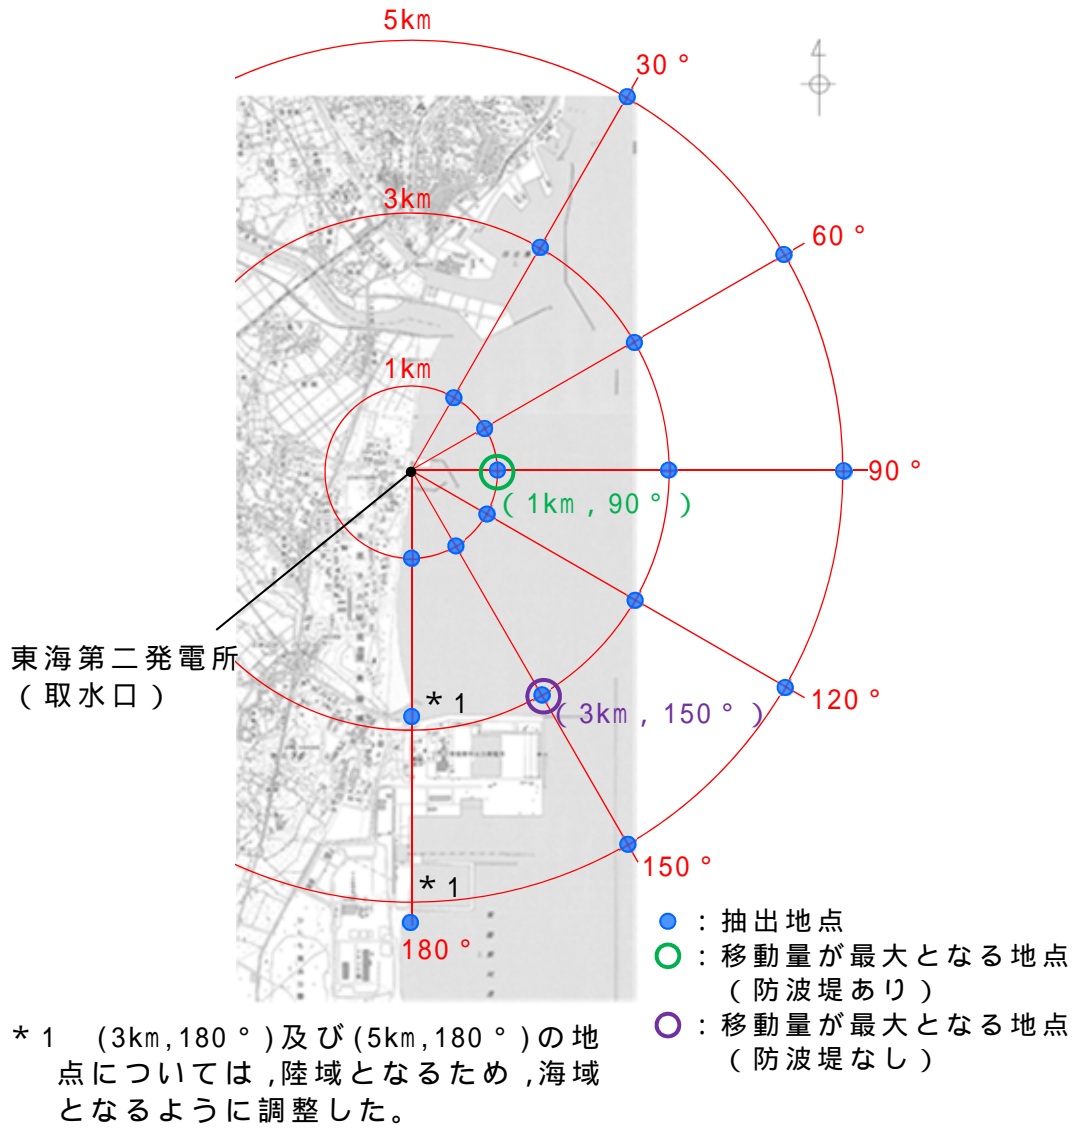 5km
30°
3km
60°
1km
90°
(1km,90°)
東海第二発電所
(取水口)
*1
(3km,150°)
120°
150°
*1
180°
:抽出地点
:移動量が最大となる地点
(防波堤あり)
:移動量が最大となる地点
(防波堤なし)
*1 (3km,180°)及び(5km,180°)の地
点については,陸域となるため,海域
となるように調整した。